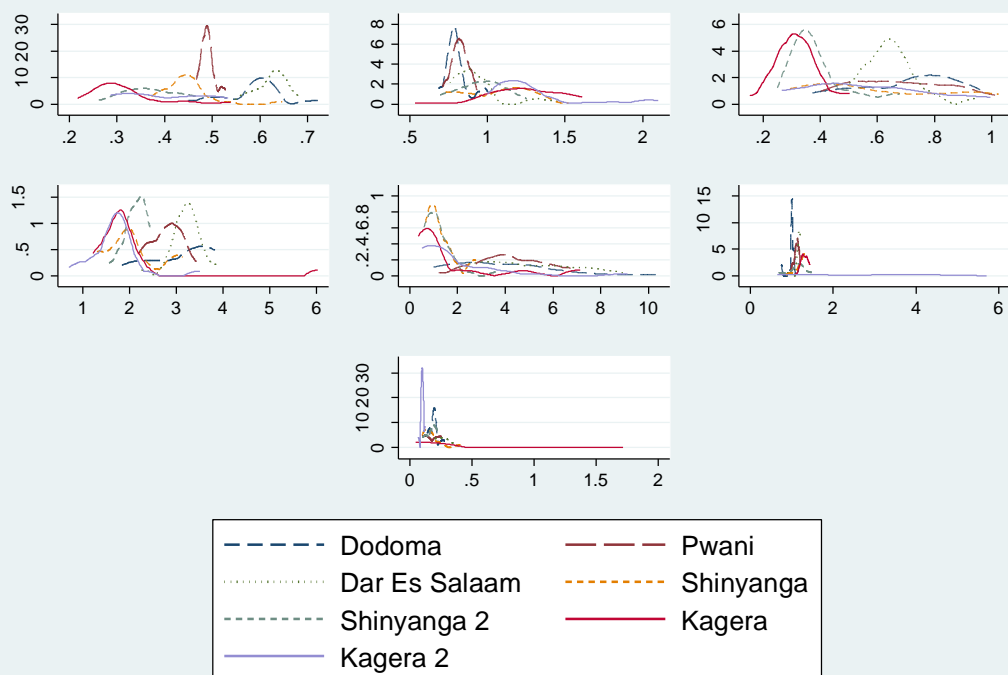 0 10 20 30
.2 .3 .4 .5 .6 .7
0 2 4 6 8
.5 1 1.5 2
0 2 4 6
.2 .4 .6 .8 1
0 .5 1 1.5
1 2 3 4 5 6
0 .2 .4 .6 .8 1
0 2 4 6 8 10
0 5 10 15
0 2 4 6
0 10 20 30
0 .5 1 1.5 2
Dodoma Pwani
Dar Es Salaam Shinyanga
Shinyanga 2 Kagera
Kagera 2